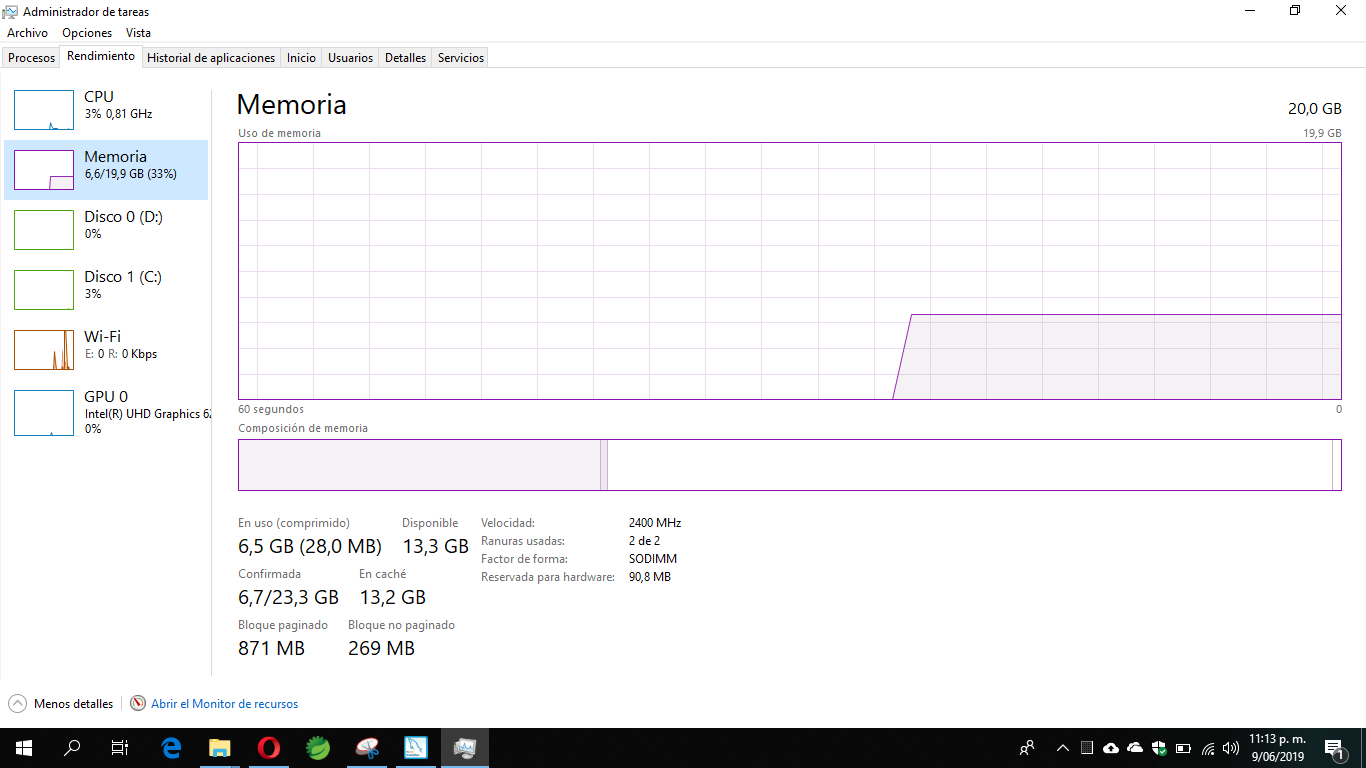 Administrador de tareas
Archivo Opciones Vista
Procesos Rendimiento Historial de aplicaciones Inicio Usuarios Detalles Servicios
CPU
3% 0,81 GHz
Memoria
6,6/19,9 GB (33%)
Disco 0 (D:)
0%
Disco 1 (C:)
3%
Wi-Fi
E: 0 R: 0 Kbps
GPU 0
Intel(R) UHD Graphics 62
0%
Memoria 20,0 GB
Uso de memoria 19,9 GB
60 segundos 0
Composición de memoria
En uso (comprimido) Disponible
6,5 GB (28,0 MB) 13,3 GB
Confirmada En caché
6,7/23,3 GB 13,2 GB
Bloque paginado Bloque no paginado
871 MB 269 MB
Velocidad: 2400 MHz
Ranuras usadas: 2 de 2
Factor de forma: SODIMM
Reservada para hardware: 90,8 MB
Menos detalles Abrir el Monitor de recursos
11:13 p. m.
9/06/2019
1